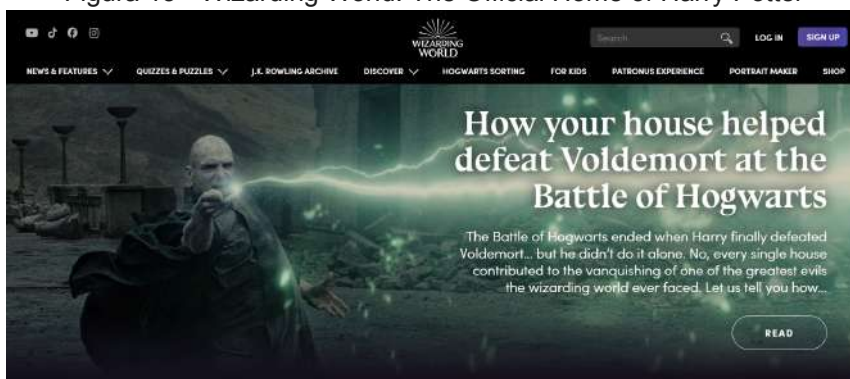 Figura 10 - Wizarding World: The Official Home of Harry Potter
WIZARDING
WORLD
Search
LOG IN
SIGN UP
NEWS & FEATURES
QUIZZES & PUZZLES
J.K. ROWLING ARCHIVE
DISCOVER
HOGWARTS SORTING
FOR KIDS
PATRONUS EXPERIENCE
PORTRAIT MAKER
SHOP
How your house helped
defeat Voldemort at the
Battle of Hogwarts
The Battle of Hogwarts ended when Harry finally defeated
Voldemort... but he didn't do it alone. No, every single house
contributed to the vanquishing of one of the greatest evils
the wizarding world ever faced. Let us tell you how...
READ